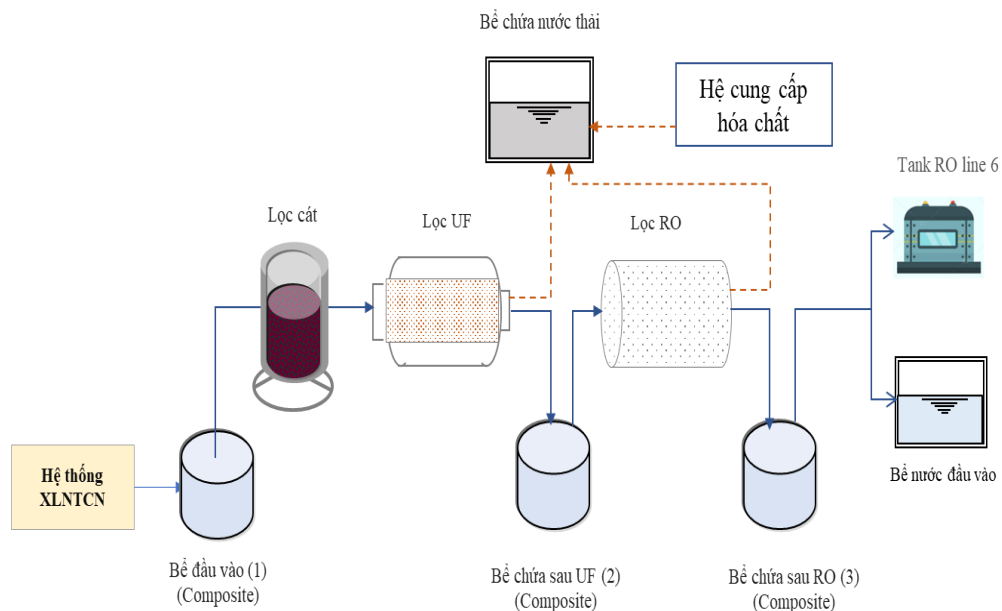 Bể chứa nước thải
Hệ cung cấp
hóa chất
Tank RO line 6
Lọc cát
Lọc UF
Lọc RO
Hệ thống
XLNTCN
Bể nước đầu vào
Bể đầu vào (1)
(Composite)
Bể chứa sau UF (2)
(Composite)
Bể chứa sau RO (3)
(Composite)